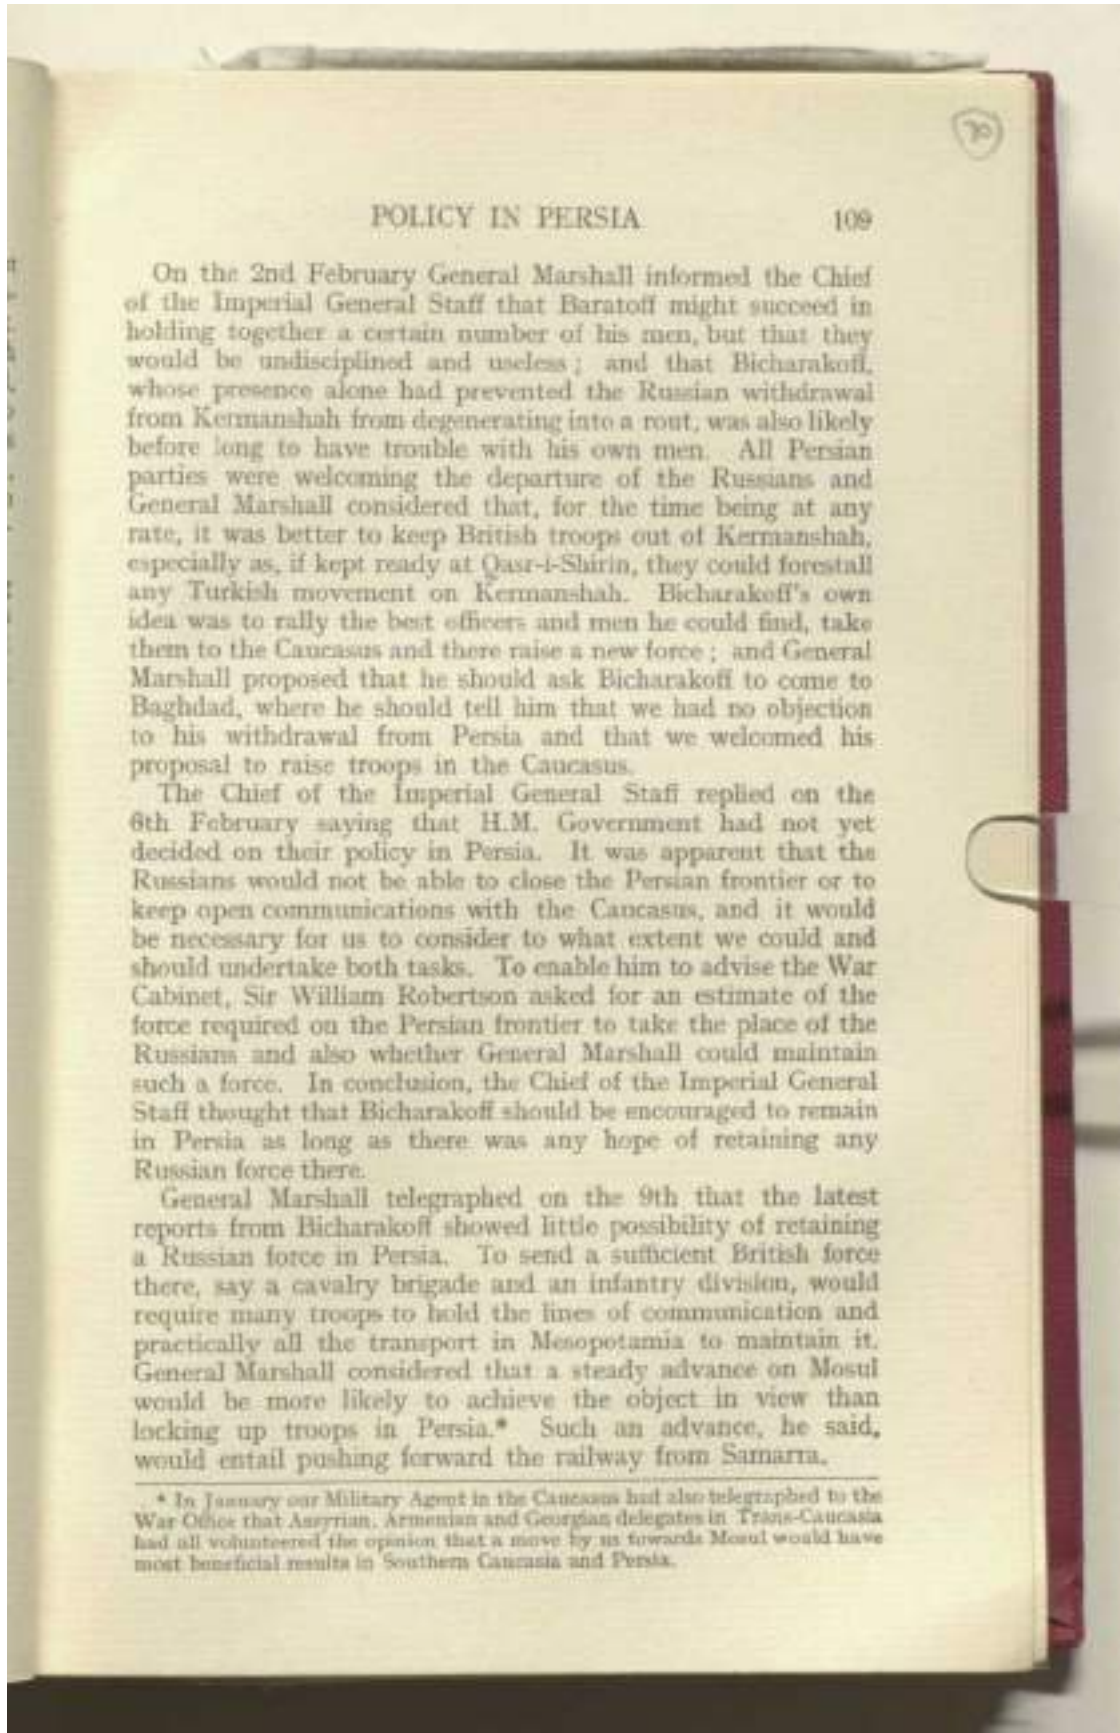 70
POLICY IN PERSIA 109
On the 2nd February General Marshall informed the Chief
of the Imperial General Staff that Baratoff might succeed in
holding together a certain number of his men, but that they
would be undisciplined and useless; and that Bicharakoff,
whose presence alone had prevented the Russian withdrawal
from Kermanshah from degenerating into a rout, was also likely
before long to have trouble with his own men. All Persian
parties were welcoming the departure of the Russians and
General Marshall considered that, for the time being at any
rate, it was better to keep British troops out of Kermanshah,
especially as, if kept ready at Qasr-i-Shirin, they could forestall
any Turkish movement on Kermanshah. Bicharakoff's own
idea was to rally the best officers and men he could find, take
them to the Caucasus and there raise a new force; and General
Marshall proposed that he should ask Bicharakoff to come to
Baghdad, where he should tell him that we had no objection
to his withdrawal from Persia and that we welcomed his
proposal to raise troops in the Caucasus.
The Chief of the Imperial General Staff replied on the
6th February saying that H.M. Government had not yet
decided on their policy in Persia. It was apparent that the
Russians would not be able to close the Persian frontier or to
keep open communications with the Caucasus, and it would
be necessary for us to consider to what extent we could and
should undertake both tasks. To enable him to advise the War
Cabinet, Sir William Robertson asked for an estimate of the
force required on the Persian frontier to take the place of the
Russians and also whether General Marshall could maintain
such a force. In conclusion, the Chief of the Imperial General
Staff thought that Bicharakoff should be encouraged to remain
in Persia as long as there was any hope of retaining any
Russian force there.
General Marshall telegraphed on the 9th that the latest
reports from Bicharakoff showed little possibility of retaining
a Russian force in Persia. To send a sufficient British force
there, say a cavalry brigade and an infantry division, would
require many troops to hold the lines of communication and
practically all the transport in Mesopotamia to maintain it.
General Marshall considered that a steady advance on Mosul
would be more likely to achieve the object in view than
locking up troops in Persia.* Such an advance, he said,
would entail pushing forward the railway from Samarra.
* In January our Military Agent in the Caucasus had also telegraphed to the
War Office that Assyrian, Armenian and Georgian delegates in Trans-Caucasia
had all volunteered the opinion that a move by us towards Mosul would have
most beneficial results in Southern Caucasia and Persia.